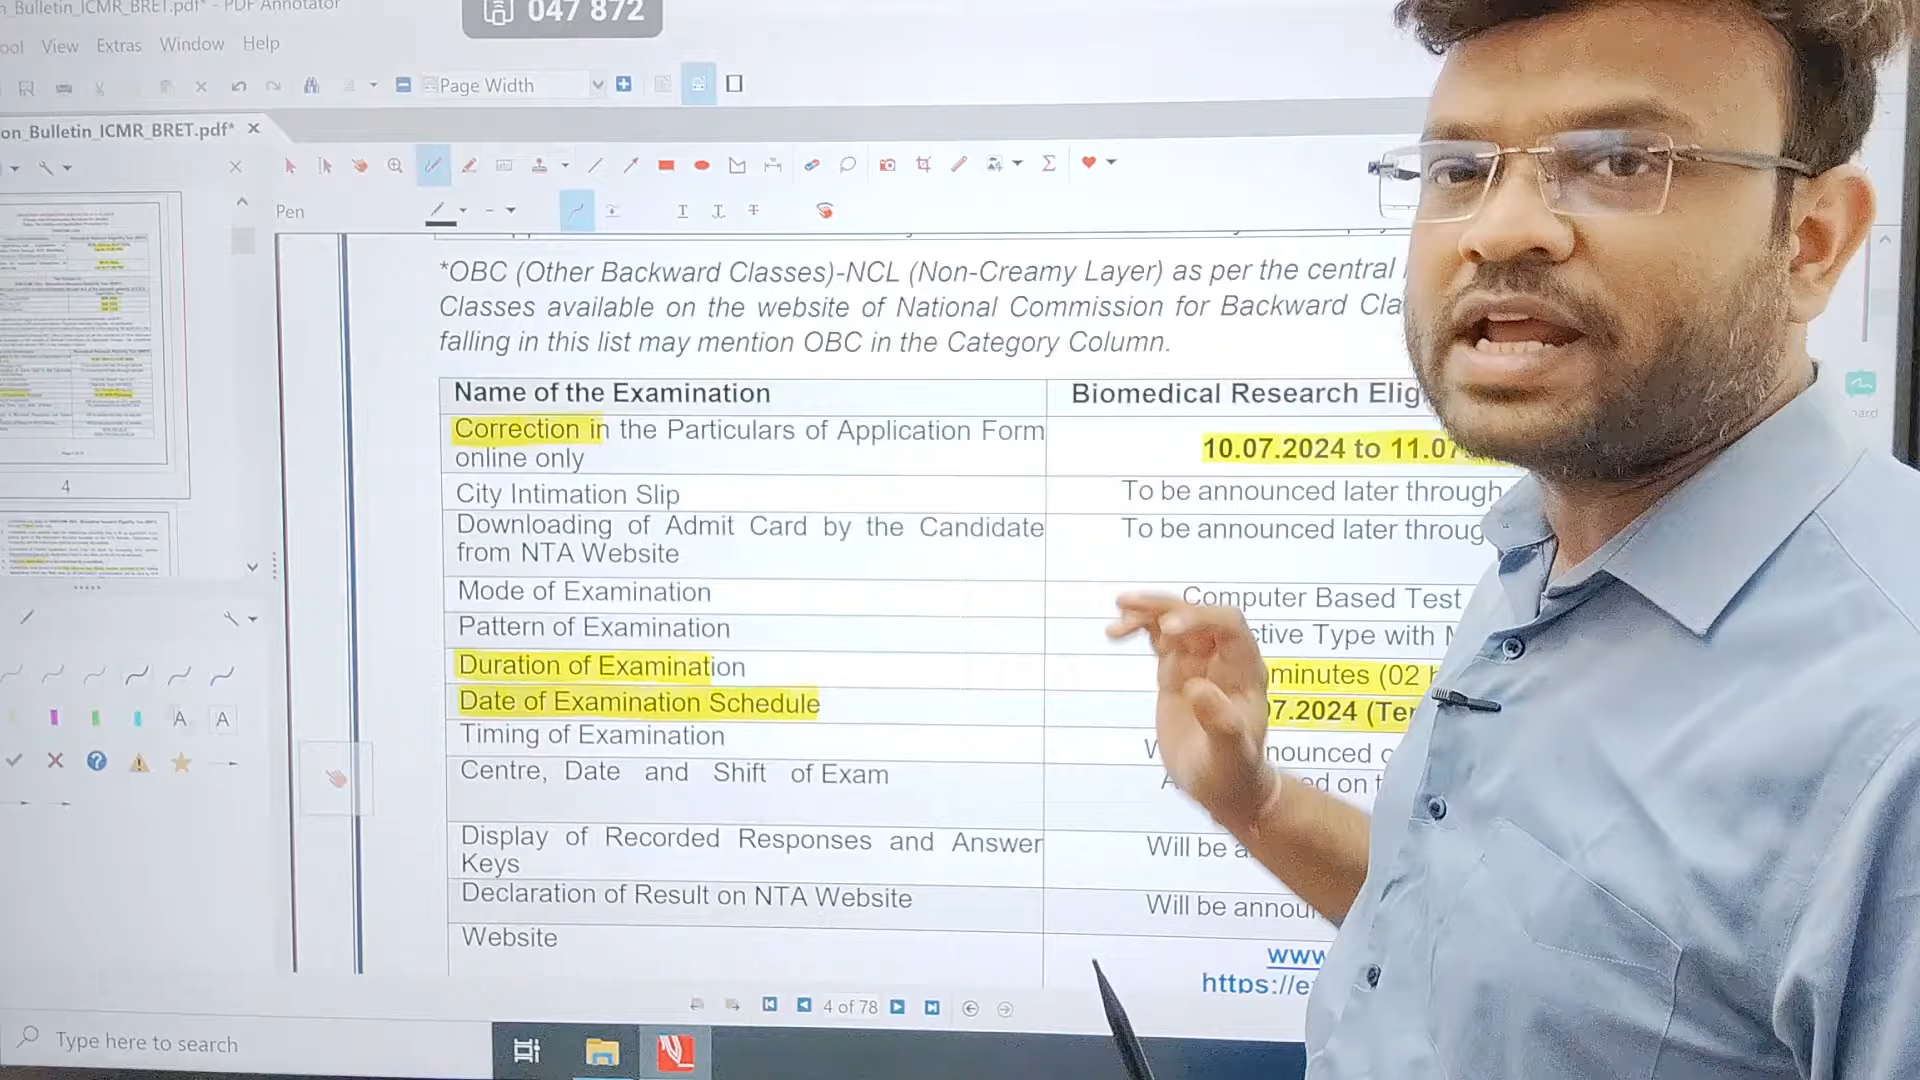 Bulletin_ICMR_BRET.pdf* - PDF Annotator
047 872
View Extras Window Help
Page Width
on_Bulletin_ICMR_BRET.pdf*
Pen
*OBC (Other Backward Classes)-NCL (Non-Creamy Layer) as per the central
Classes available on the website of National Commission for Backward Cla
falling in this list may mention OBC in the Category Column.
Name of the Examination Biomedical Research Elig
Correction in the Particulars of Application Form
online only
10.07.2024 to 11.07
City Intimation Slip To be announced later through
Downloading of Admit Card by the Candidate
from NTA Website
To be announced later throug
Mode of Examination Computer Based Test
Pattern of Examination ctive Type with
Duration of Examination minutes (02
Date of Examination Schedule 7.2024 (Ter
Timing of Examination nounced
Centre, Date and Shift of Exam ed on t
Display of Recorded Responses and Answer
Keys
Will be a
Declaration of Result on NTA Website Will be announ
Website
www
https://e
4
4 of 78
A A
Type here to search